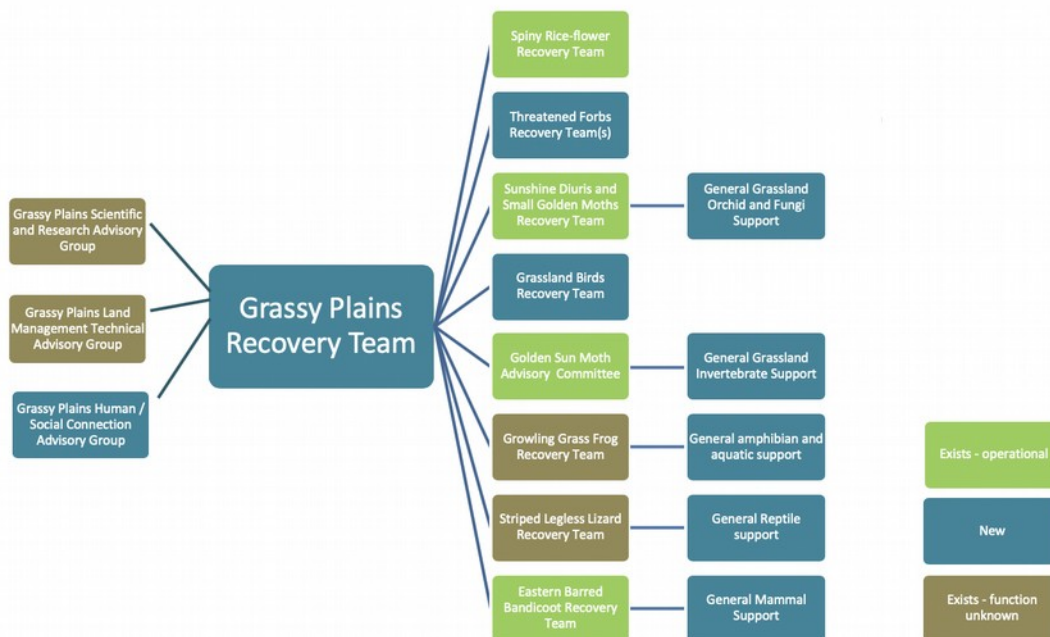 Spiny Rice-flower
Recovery Team
Threatened Forbs
Recovery Team(s)
Sunshine Diuris and
Small Golden Moths
Recovery Team
General Grassland
Orchid and Fungi
Support
Grassy Plains Scientific
and Research Advisory
Group
Grassy Plains Land
Management Technical
Advisory Group
Grassy Plains Human /
Social Connection
Advisory Group
Grassy Plains
Recovery Team
Grassland Birds
Recovery Team
Golden Sun Moth
Advisory Committee
General Grassland
Invertebrate Support
Growling Grass Frog
Recovery Team
General amphibian and
aquatic support
Striped Legless Lizard
Recovery Team
General Reptile
support
Eastern Barred
Bandicoot Recovery
Team
General Mammal
Support
Exists - operational
New
Exists - function
unknown